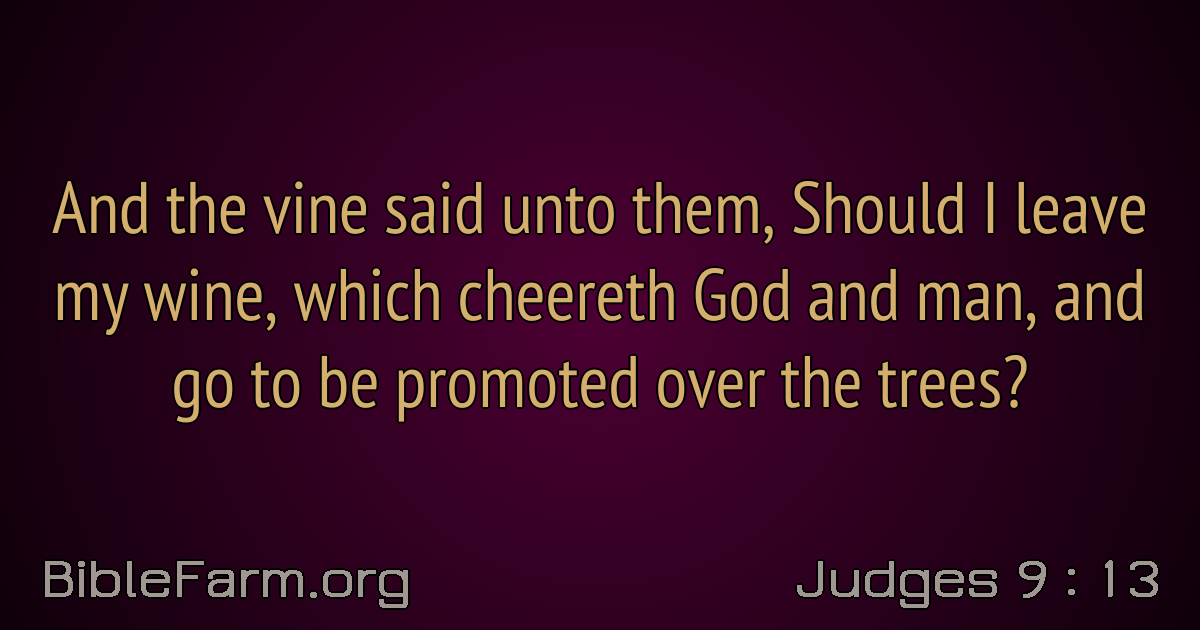 And the vine said unto them, Should I leave
my wine, which cheereth God and man, and
go to be promoted over the trees?
BibleFarm.org
Judges 9 : 13